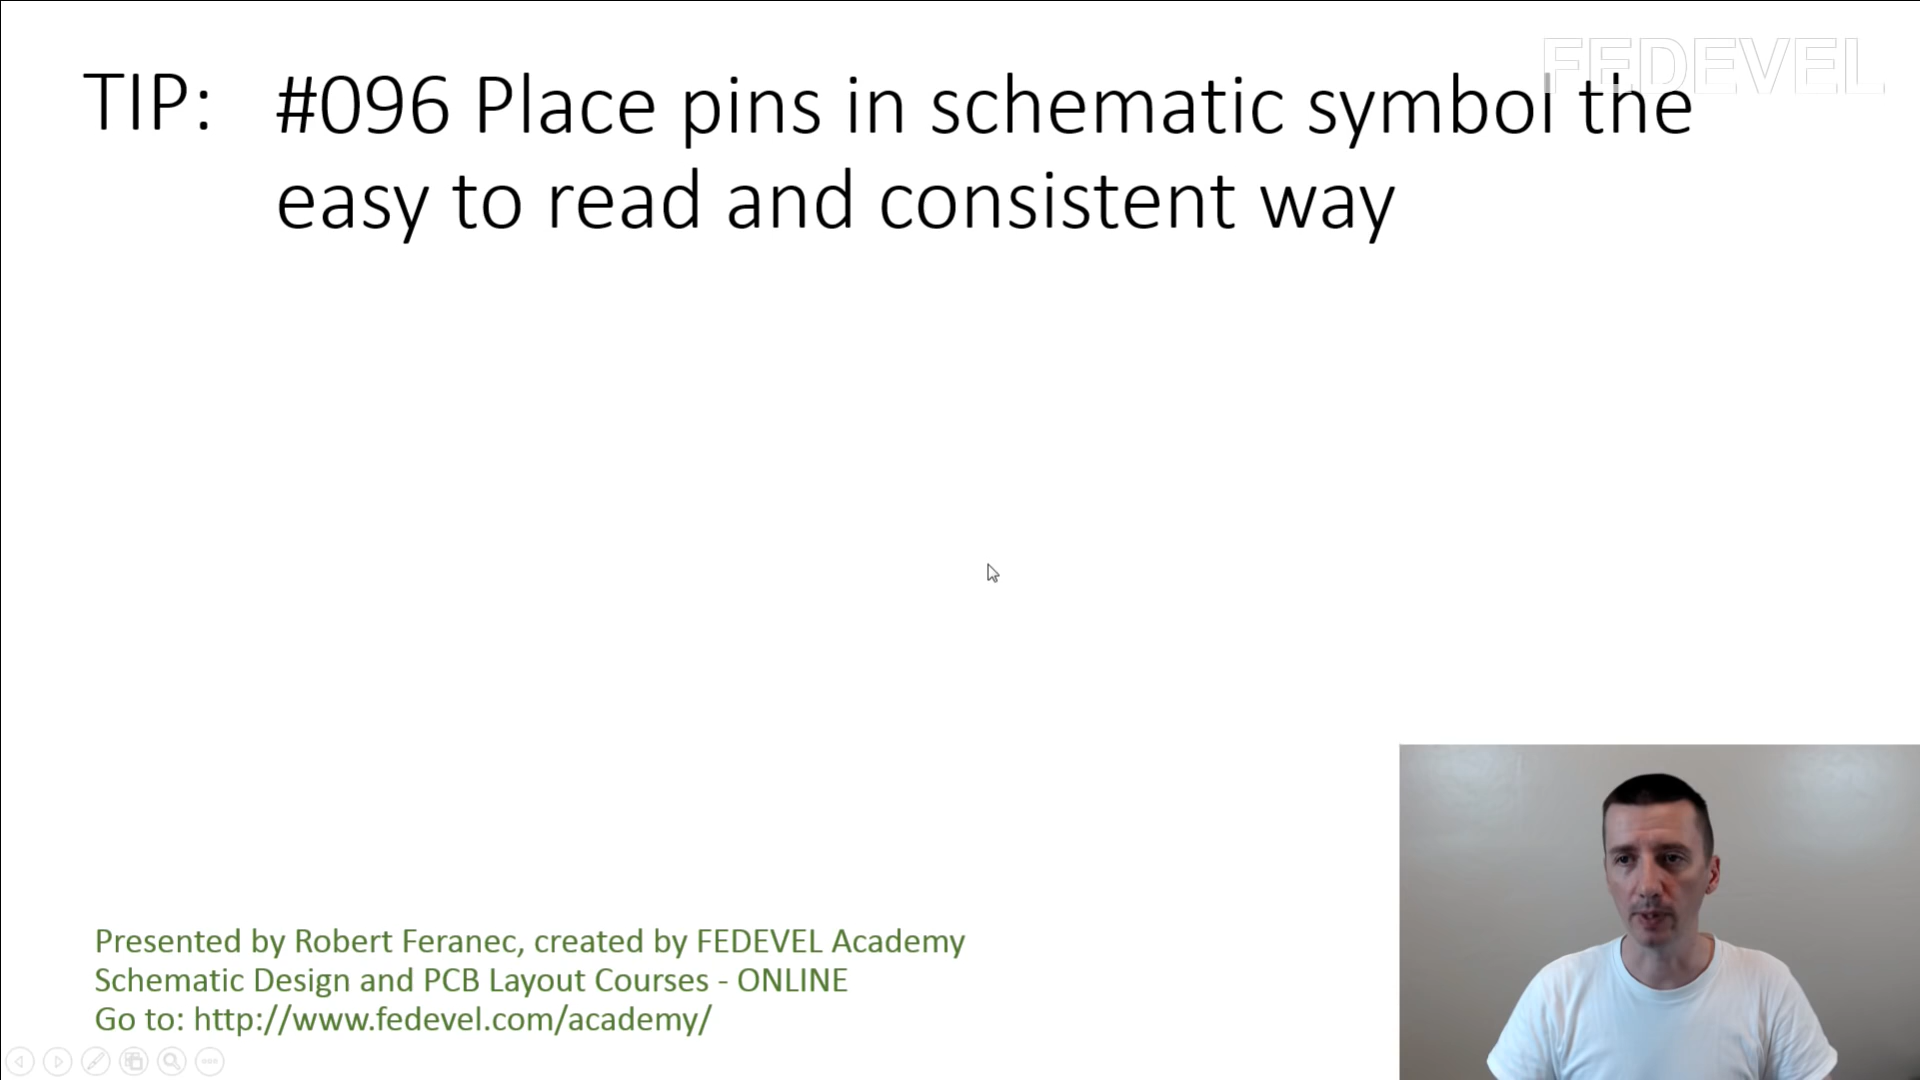 FEDEVEL
TIP: #096 Place pins in schematic symbol the
easy to read and consistent way
Presented by Robert Feranec, created by FEDEVEL Academy
Schematic Design and PCB Layout Courses - ONLINE
Go to: http://www.fedevel.com/academy/